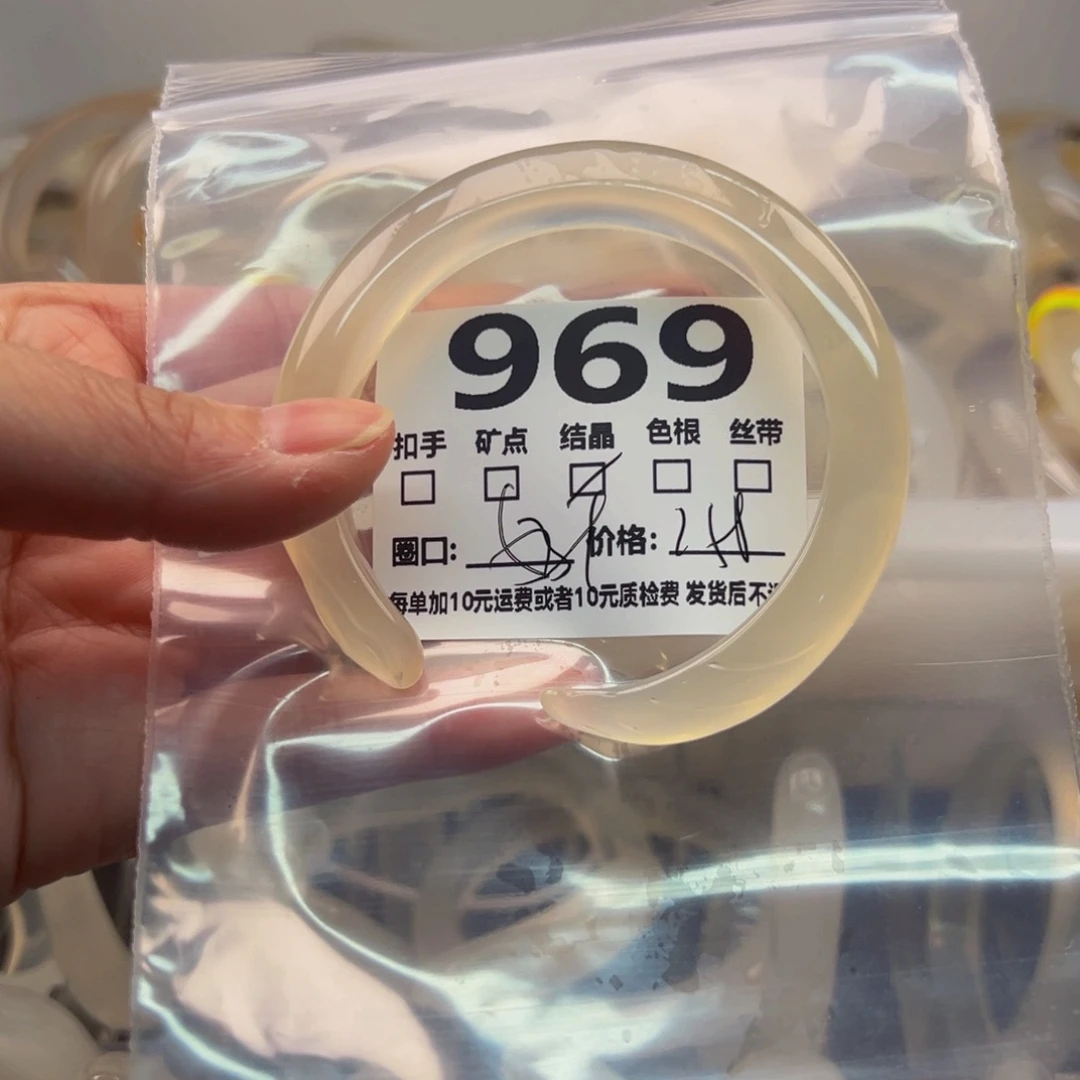 969
扣手 矿点 结晶 色根 丝带
圈口: 价格:
每单加10元运费或者10元质检费 发货后不